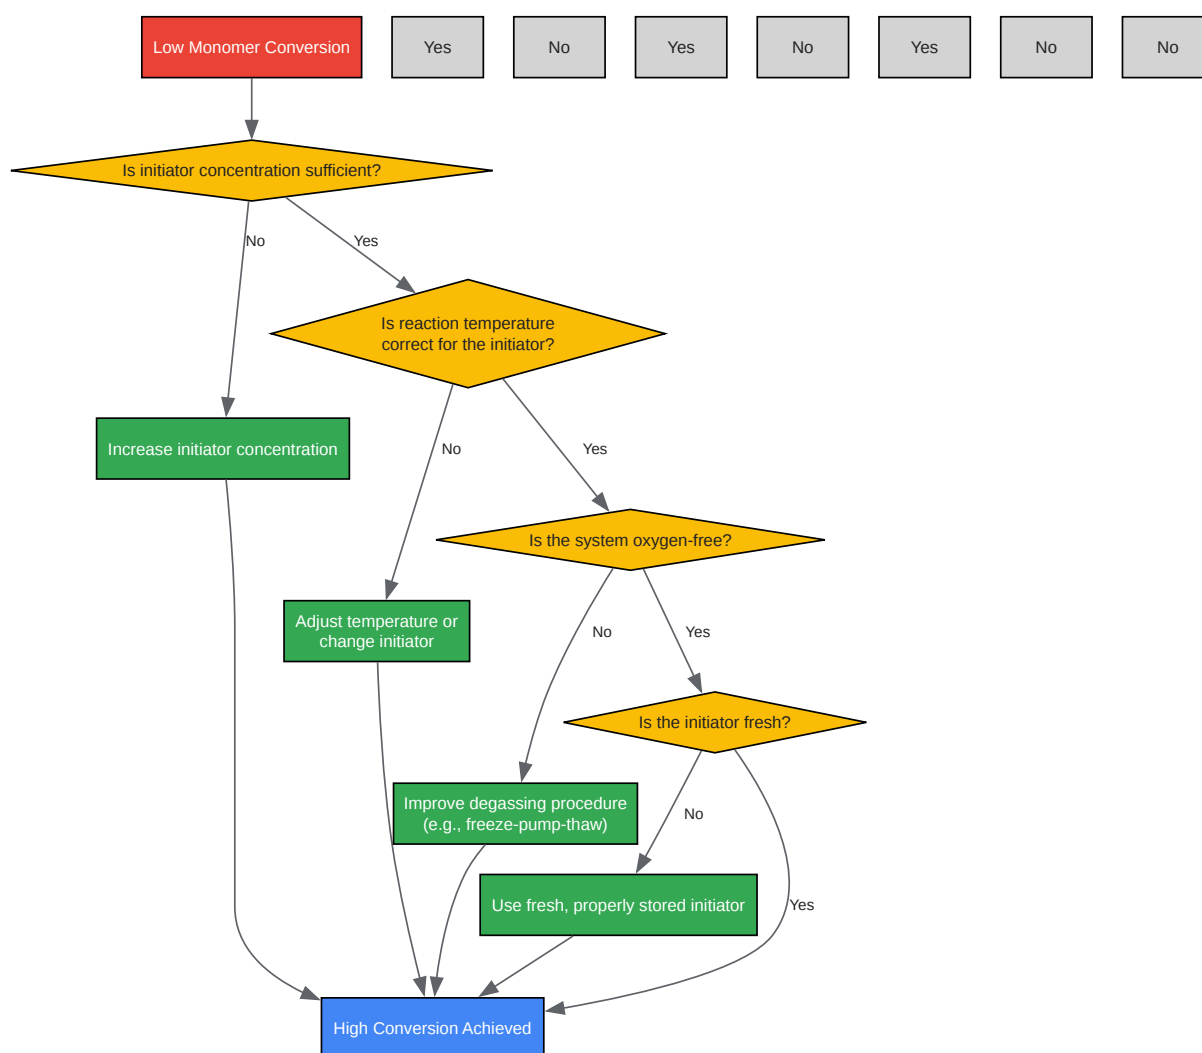 Low Monomer Conversion
Yes
No
Yes
No
Yes
No
No
Is initiator concentration sufficient?
No
Yes
Is reaction temperature
correct for the initiator?
Increase initiator concentration
No
Yes
Is the system oxygen-free?
Adjust temperature or
change initiator
No
Yes
Is the initiator fresh?
Improve degassing procedure
(e.g., freeze-pump-thaw)
No
Use fresh, properly stored initiator
Yes
High Conversion Achieved